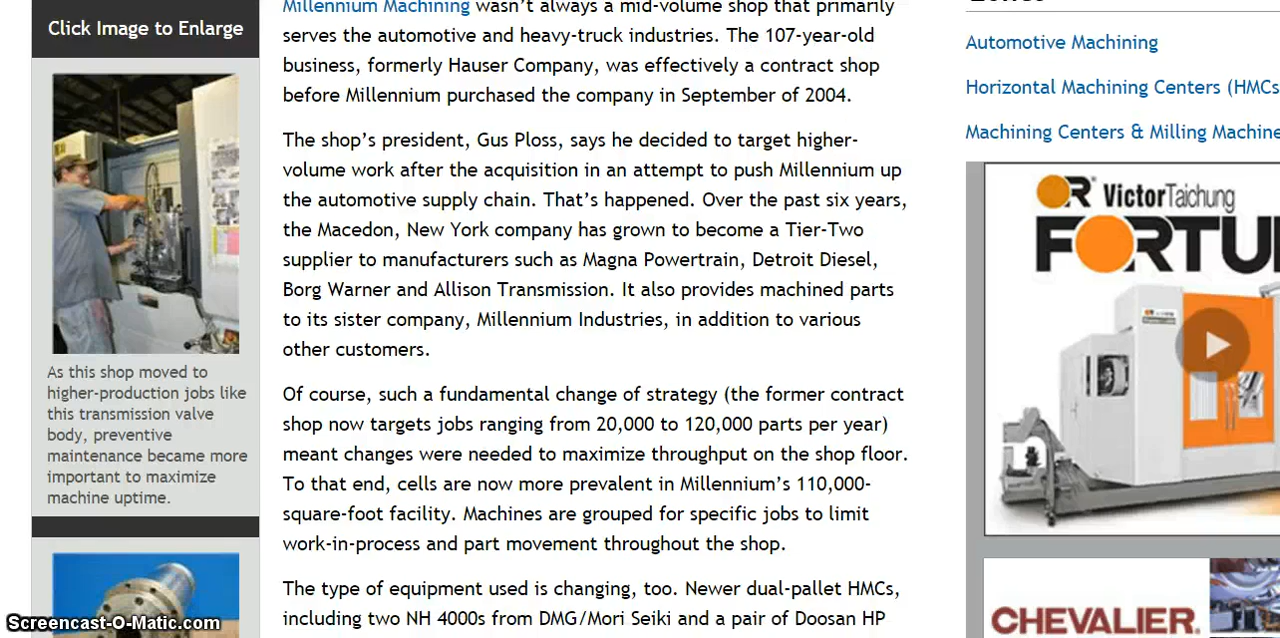 Click Image to Enlarge
As this shop moved to
higher-production jobs like
this transmission valve
body, preventive
maintenance became more
important to maximize
machine uptime.
Millennium Machining wasn’t always a mid-volume shop that primarily
serves the automotive and heavy-truck industries. The 107-year-old
business, formerly Hauser Company, was effectively a contract shop
before Millennium purchased the company in September of 2004.
The shop’s president, Gus Ploss, says he decided to target higher-
volume work after the acquisition in an attempt to push Millennium up
the automotive supply chain. That’s happened. Over the past six years,
the Macedon, New York company has grown to become a Tier-Two
supplier to manufacturers such as Magna Powertrain, Detroit Diesel,
Borg Warner and Allison Transmission. It also provides machined parts
to its sister company, Millennium Industries, in addition to various
other customers.
Of course, such a fundamental change of strategy (the former contract
shop now targets jobs ranging from 20,000 to 120,000 parts per year)
meant changes were needed to maximize throughput on the shop floor.
To that end, cells are now more prevalent in Millennium’s 110,000-
square-foot facility. Machines are grouped for specific jobs to limit
work-in-process and part movement throughout the shop.
The type of equipment used is changing, too. Newer dual-pallet HMCs,
including two NH 4000s from DMG/Mori Seiki and a pair of Doosan HP
Automotive Machining
Horizontal Machining Centers (HMCs
Machining Centers & Milling Machine
VictorTaichung
FORTU
CHEVALIER.
Screencast-O-Matic.com